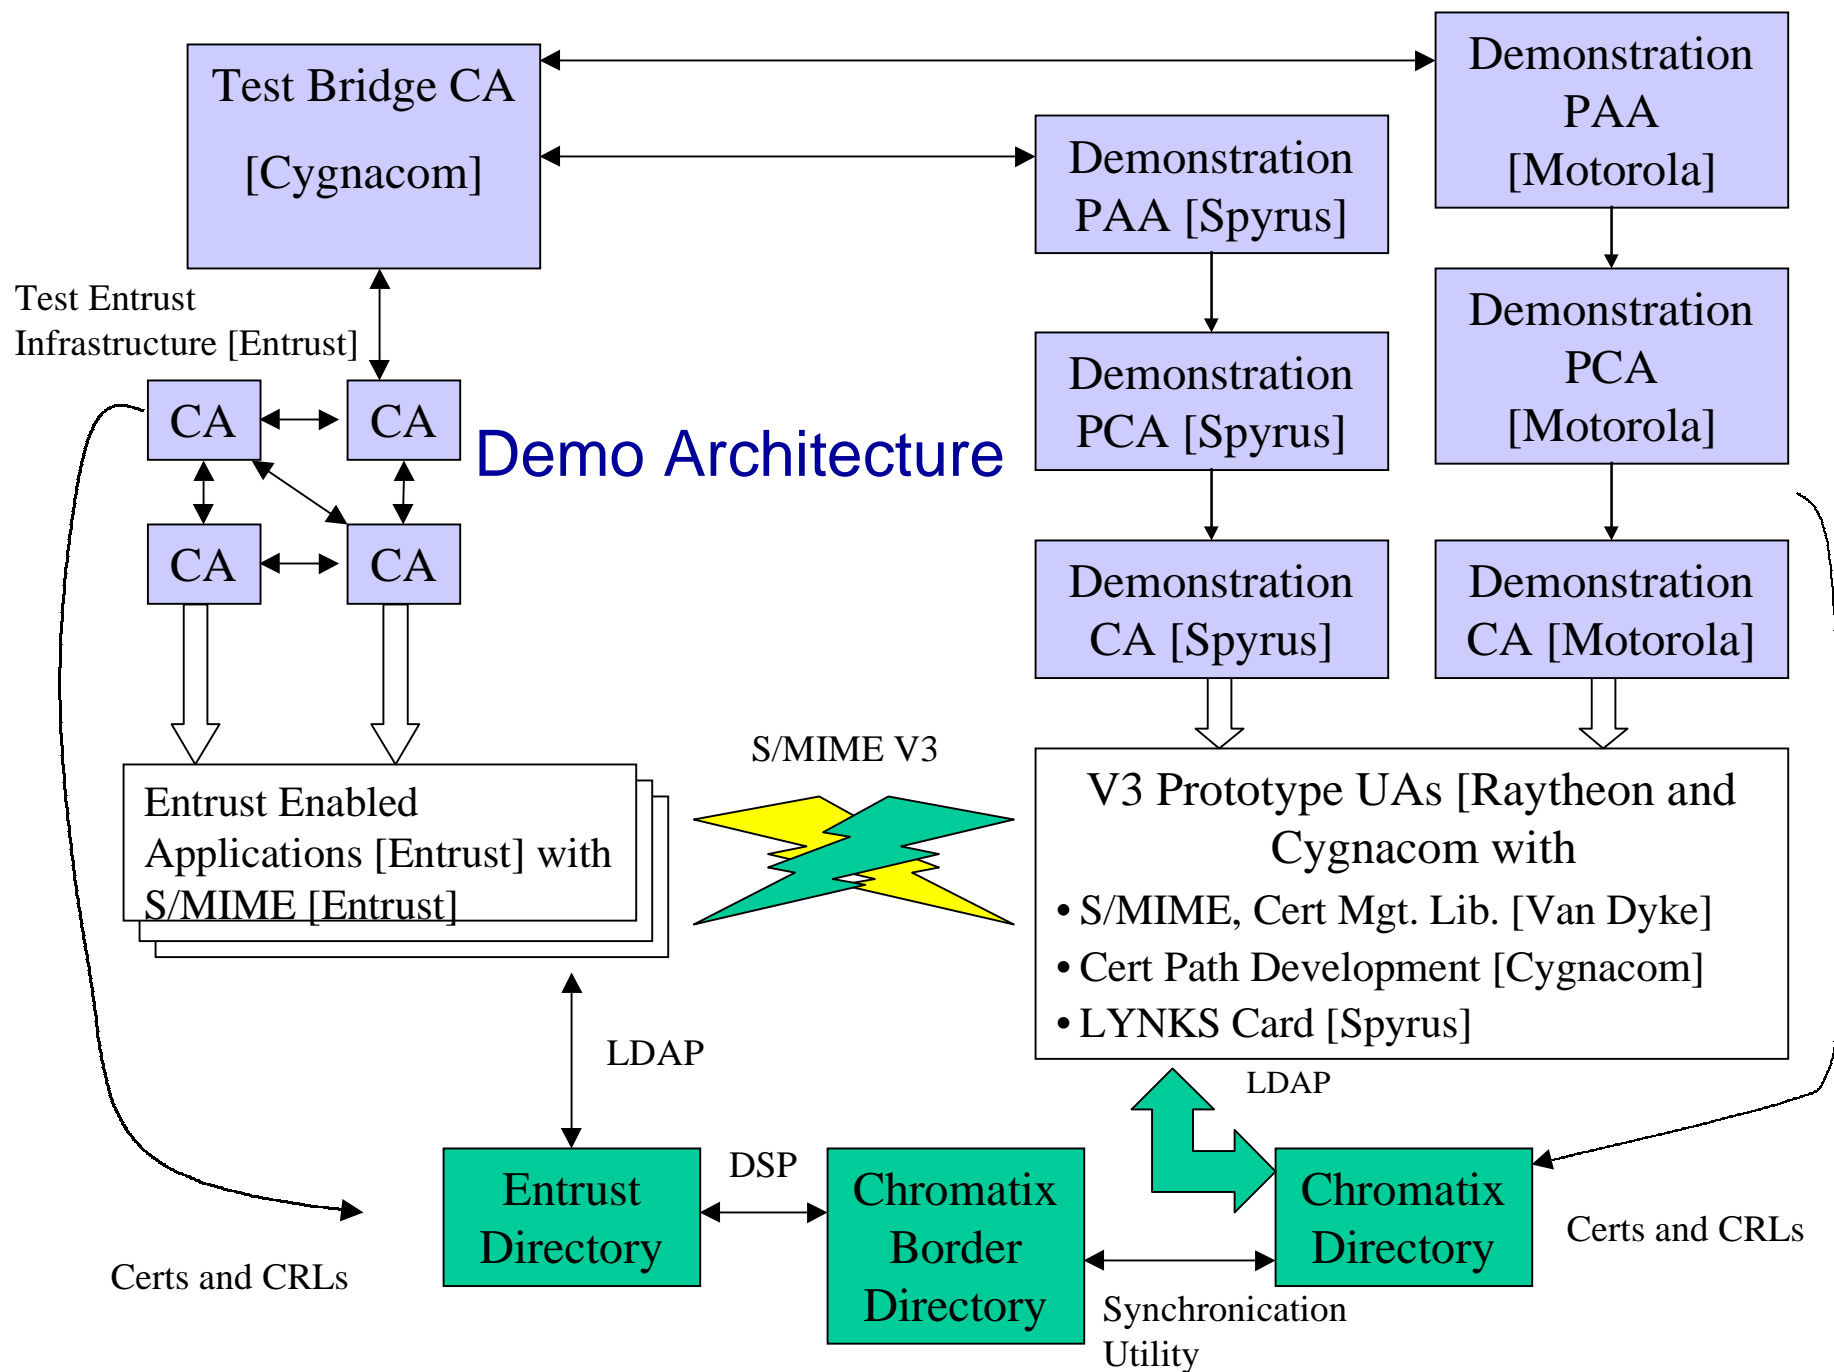 Test Bridge CA
[Cygnacom]
Demonstration
PAA
[Motorola]
Demonstration
PAA [Spyrus]
Test Entrust
Infrastructure [Entrust]
Demonstration
PCA
[Motorola]
Demonstration
PCA [Spyrus]
CA
CA
Demo Architecture
CA
CA
Demonstration
CA [Spyrus]
Demonstration
CA [Motorola]
S/MIME V3
Entrust Enabled
Applications [Entrust] with
S/MIME [Entrust]
V3 Prototype UAs [Raytheon and
Cygnacom with
• S/MIME, Cert Mgt. Lib. [Van Dyke]
• Cert Path Development [Cygnacom]
• LYNKS Card [Spyrus]
LDAP
LDAP
Entrust
Directory
DSP
Chromatix
Border
Directory
Chromatix
Directory
Certs and CRLs
Certs and CRLs
Synchronication
Utility